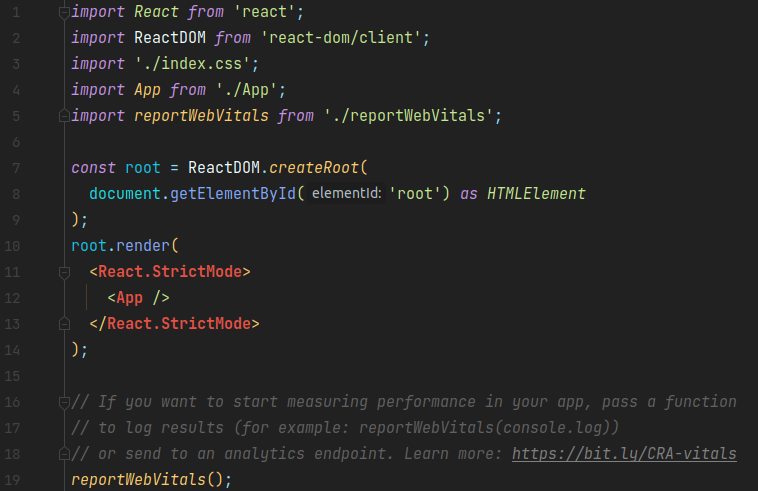 1 import React from 'react';
2 import ReactDOM from 'react-dom/client';
3 import './index.css';
4 import App from './App';
5 import reportWebVitals from './reportWebVitals';
6
7 const root = ReactDOM.createRoot(
8   document.getElementById( elementId: 'root') as HTMLElement
9 );
10 root.render(
11   <React.StrictMode>
12     <App />
13   </React.StrictMode>
14 );
15
16 // If you want to start measuring performance in your app, pass a function
17 // to log results (for example: reportWebVitals(console.log))
18 // or send to an analytics endpoint. Learn more: https://bit.ly/CRA-vitals
19 reportWebVitals();